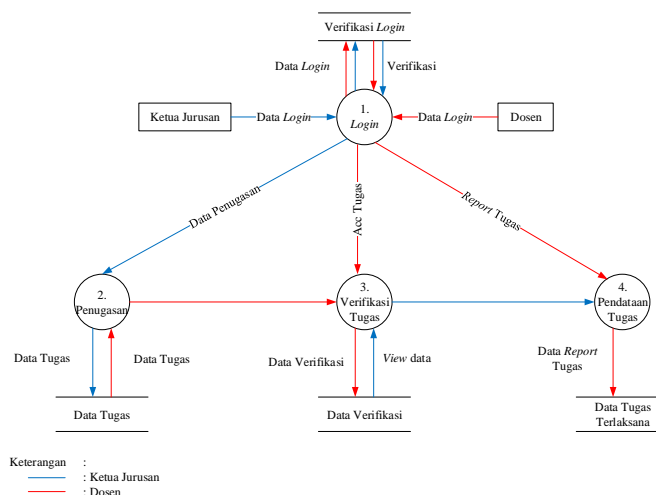 Verifikasi Login
Data Login
Verifikasi
Ketua Jurusan
Data Login
1.
Login
Data Login
Dosen
Data Penugasan
Acc Tugas
Report Tugas
2.
Penugasan
3.
Verifikasi
Tugas
4.
Pendataan
Tugas
Data Tugas
Data Tugas
Data Verifikasi
View data
Data Report
Tugas
Data Tugas
Data Verifikasi
Data Tugas
Terlaksana
Keterangan :
: Ketua Jurusan
: Dosen